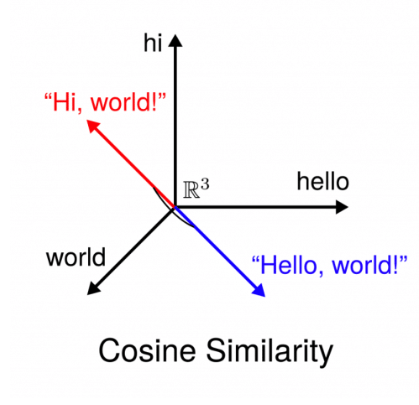 hi
“Hi, world!”
ℝ³
hello
world
“Hello, world!”
Cosine Similarity